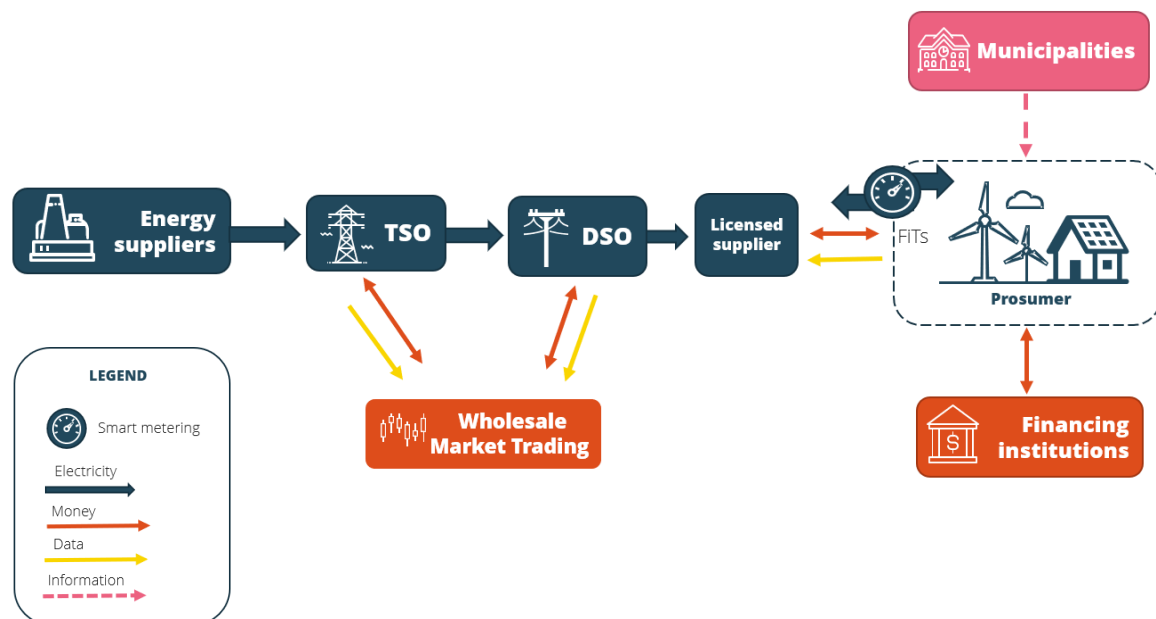 Municipalities
Energy
suppliers
TSO
DSO
Licensed
supplier
FITs
Prosumer
LEGEND
Smart metering
Electricity
Money
Data
Information
Wholesale
Market Trading
$
Financing
institutions